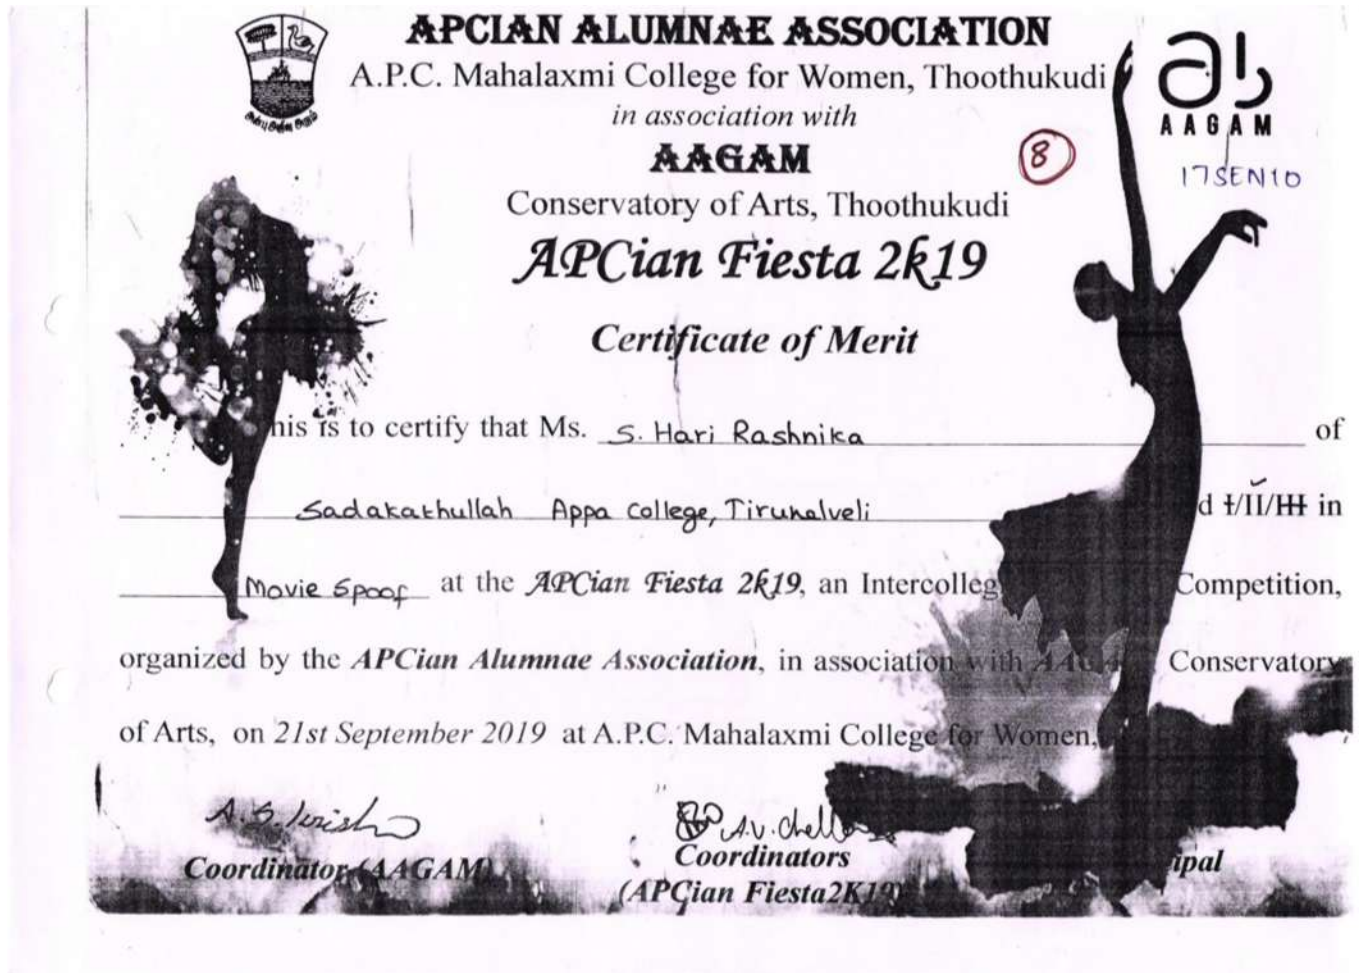 APCIAN ALUMNAE ASSOCIATION
A.P.C. Mahalaxmi College for Women, Thoothukudi
in association with
AAGAM
AAGAM
8
17SEN10
Conservatory of Arts, Thoothukudi
APCian Fiesta 2k19
Certificate of Merit
his is to certify that Ms. S. Hari Rashnika of
Sadakathullah Appa College, Tirunelveli d I/II/III in
Movie Spoof at the APCian Fiesta 2k19, an Intercolleg Competition,
organized by the APCian Alumnae Association, in association with Conservatory
of Arts, on 21st September 2019 at A.P.C. Mahalaxmi College for Women,
A.V. Chell
Coordinator (AAGAM) Coordinators ipal
(APCian Fiesta2K19)